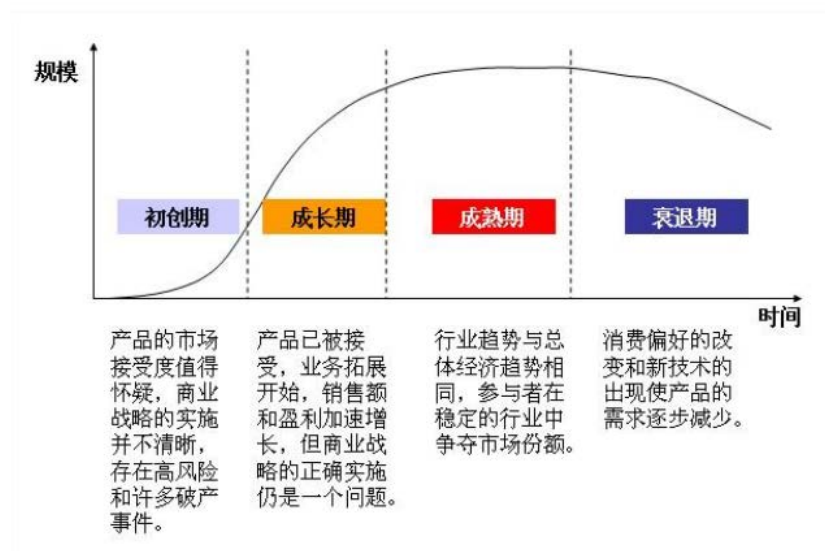 规模
初创期
成长期
成熟期
衰退期
时间
产品的市场
接受度值得
怀疑，商业
战略的实施
并不清晰，
存在高风险
和许多破产
事件。
产品已被接
受，业务拓展
开始，销售额
和盈利加速增
长，但商业战
略的正确实施
仍是一个问题。
行业趋势与总
体经济趋势相
同，参与者在
稳定的行业中
争夺市场份额。
消费偏好的改
变和新技术的
出现使产品的
需求逐步减少。